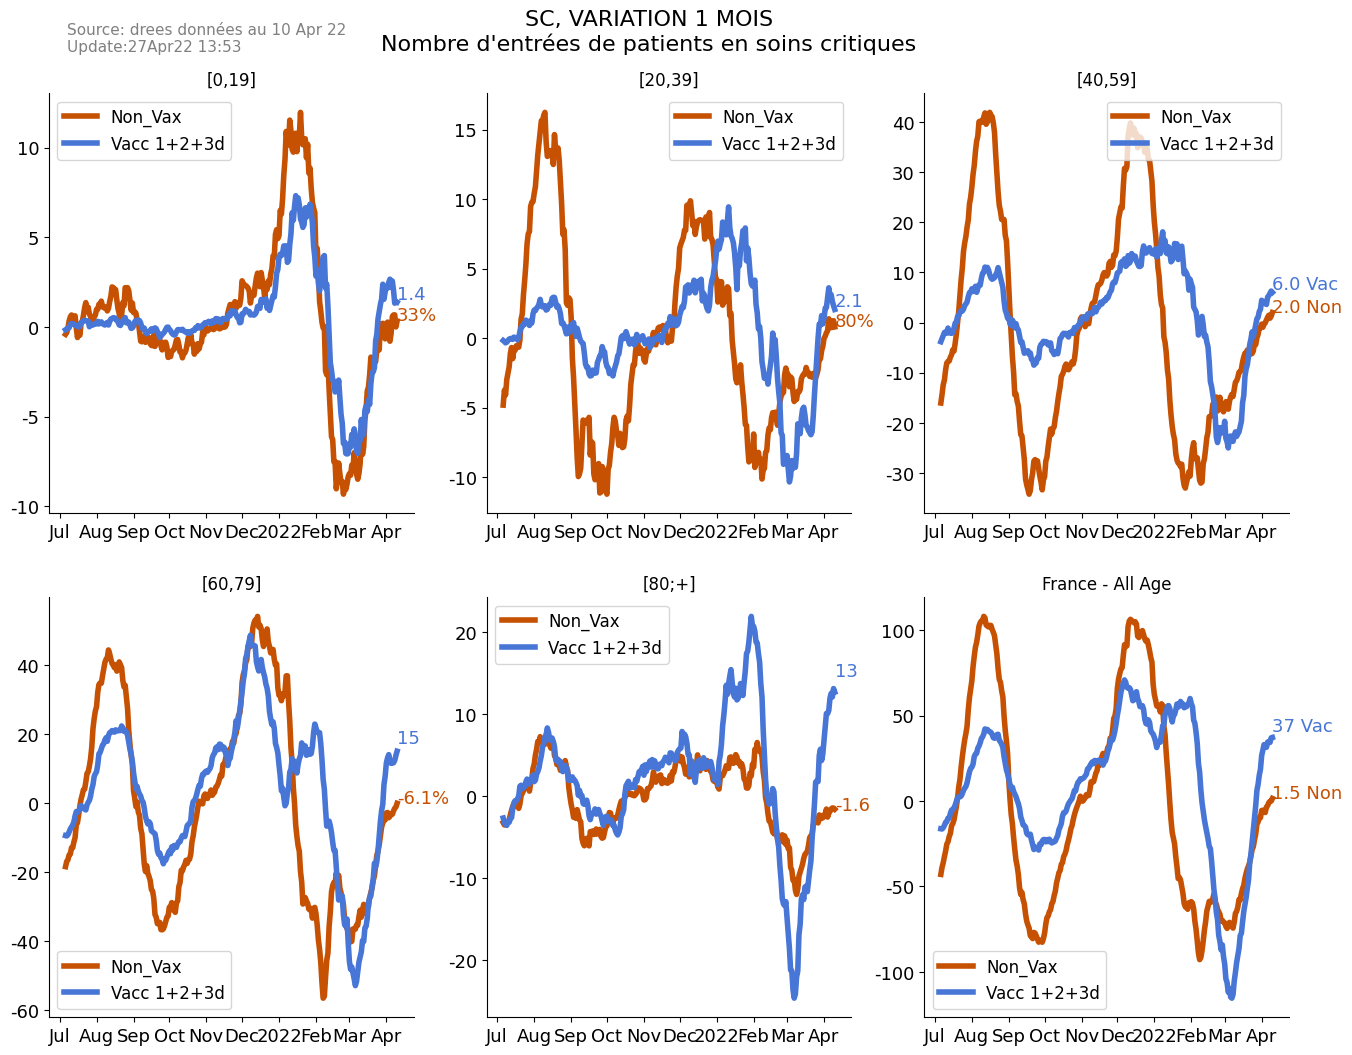 SC, VARIATION 1 MOIS
Nombre d'entrées de patients en soins critiques
Source: drees données au 10 Apr 22
Update:27Apr22 13:53
[0,19]
Non_Vax
Vacc 1+2+3d
10
5
0
-5
-10
1.4
33%
Jul Aug Sep Oct Nov Dec 2022 Feb Mar Apr
[20,39]
Non_Vax
Vacc 1+2+3d
15
10
5
0
-5
-10
2.1
80%
Jul Aug Sep Oct Nov Dec 2022 Feb Mar Apr
[40,59]
Non_Vax
Vacc 1+2+3d
40
30
20
10
0
-10
-20
-30
6.0 Vac
2.0 Non
Jul Aug Sep Oct Nov Dec 2022 Feb Mar Apr
[60,79]
40
20
0
-20
-40
-60
15
-6.1%
Non_Vax
Vacc 1+2+3d
Jul Aug Sep Oct Nov Dec 2022 Feb Mar Apr
[80;+]
Non_Vax
Vacc 1+2+3d
20
10
0
-10
-20
13
-1.6
Jul Aug Sep Oct Nov Dec 2022 Feb Mar Apr
France - All Age
100
50
0
-50
-100
37 Vac
1.5 Non
Non_Vax
Vacc 1+2+3d
Jul Aug Sep Oct Nov Dec 2022 Feb Mar Apr